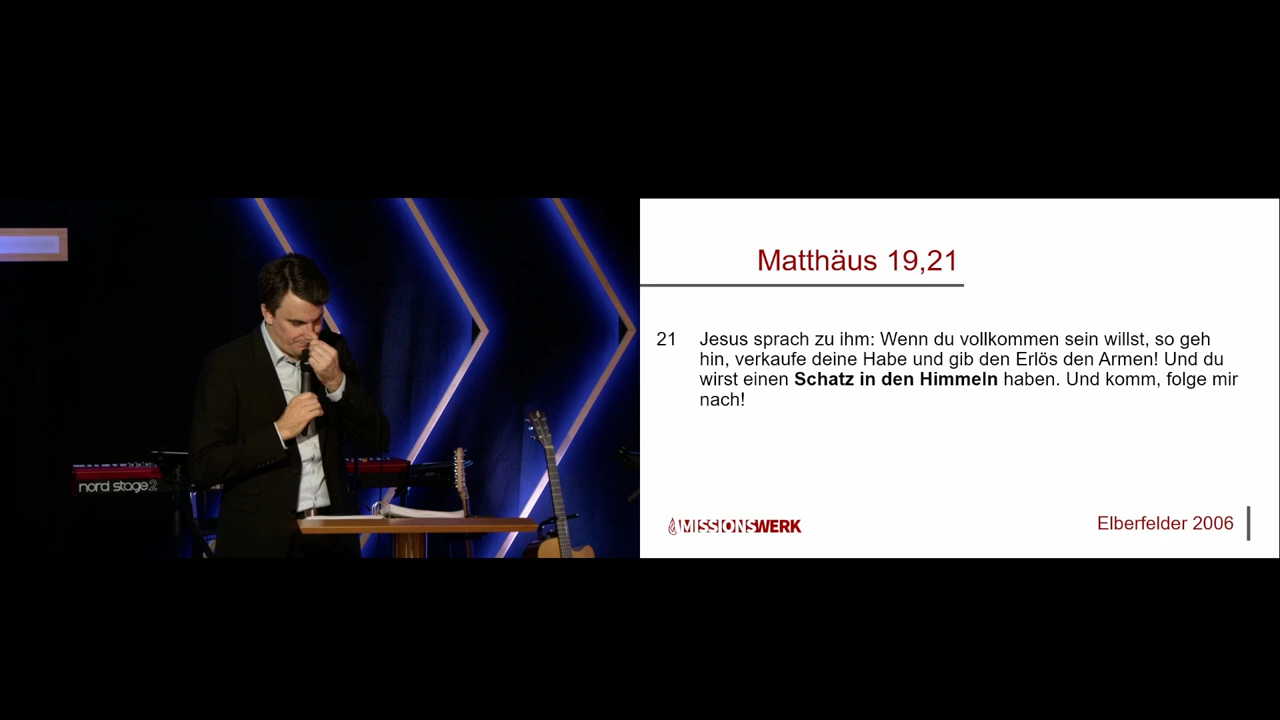 nord stage 2
Matthäus 19,21
21 Jesus sprach zu ihm: Wenn du vollkommen sein willst, so geh
hin, verkaufe deine Habe und gib den Erlös den Armen! Und du
wirst einen Schatz in den Himmeln haben. Und komm, folge mir
nach!
MISSIONSWERK
Elberfelder 2006